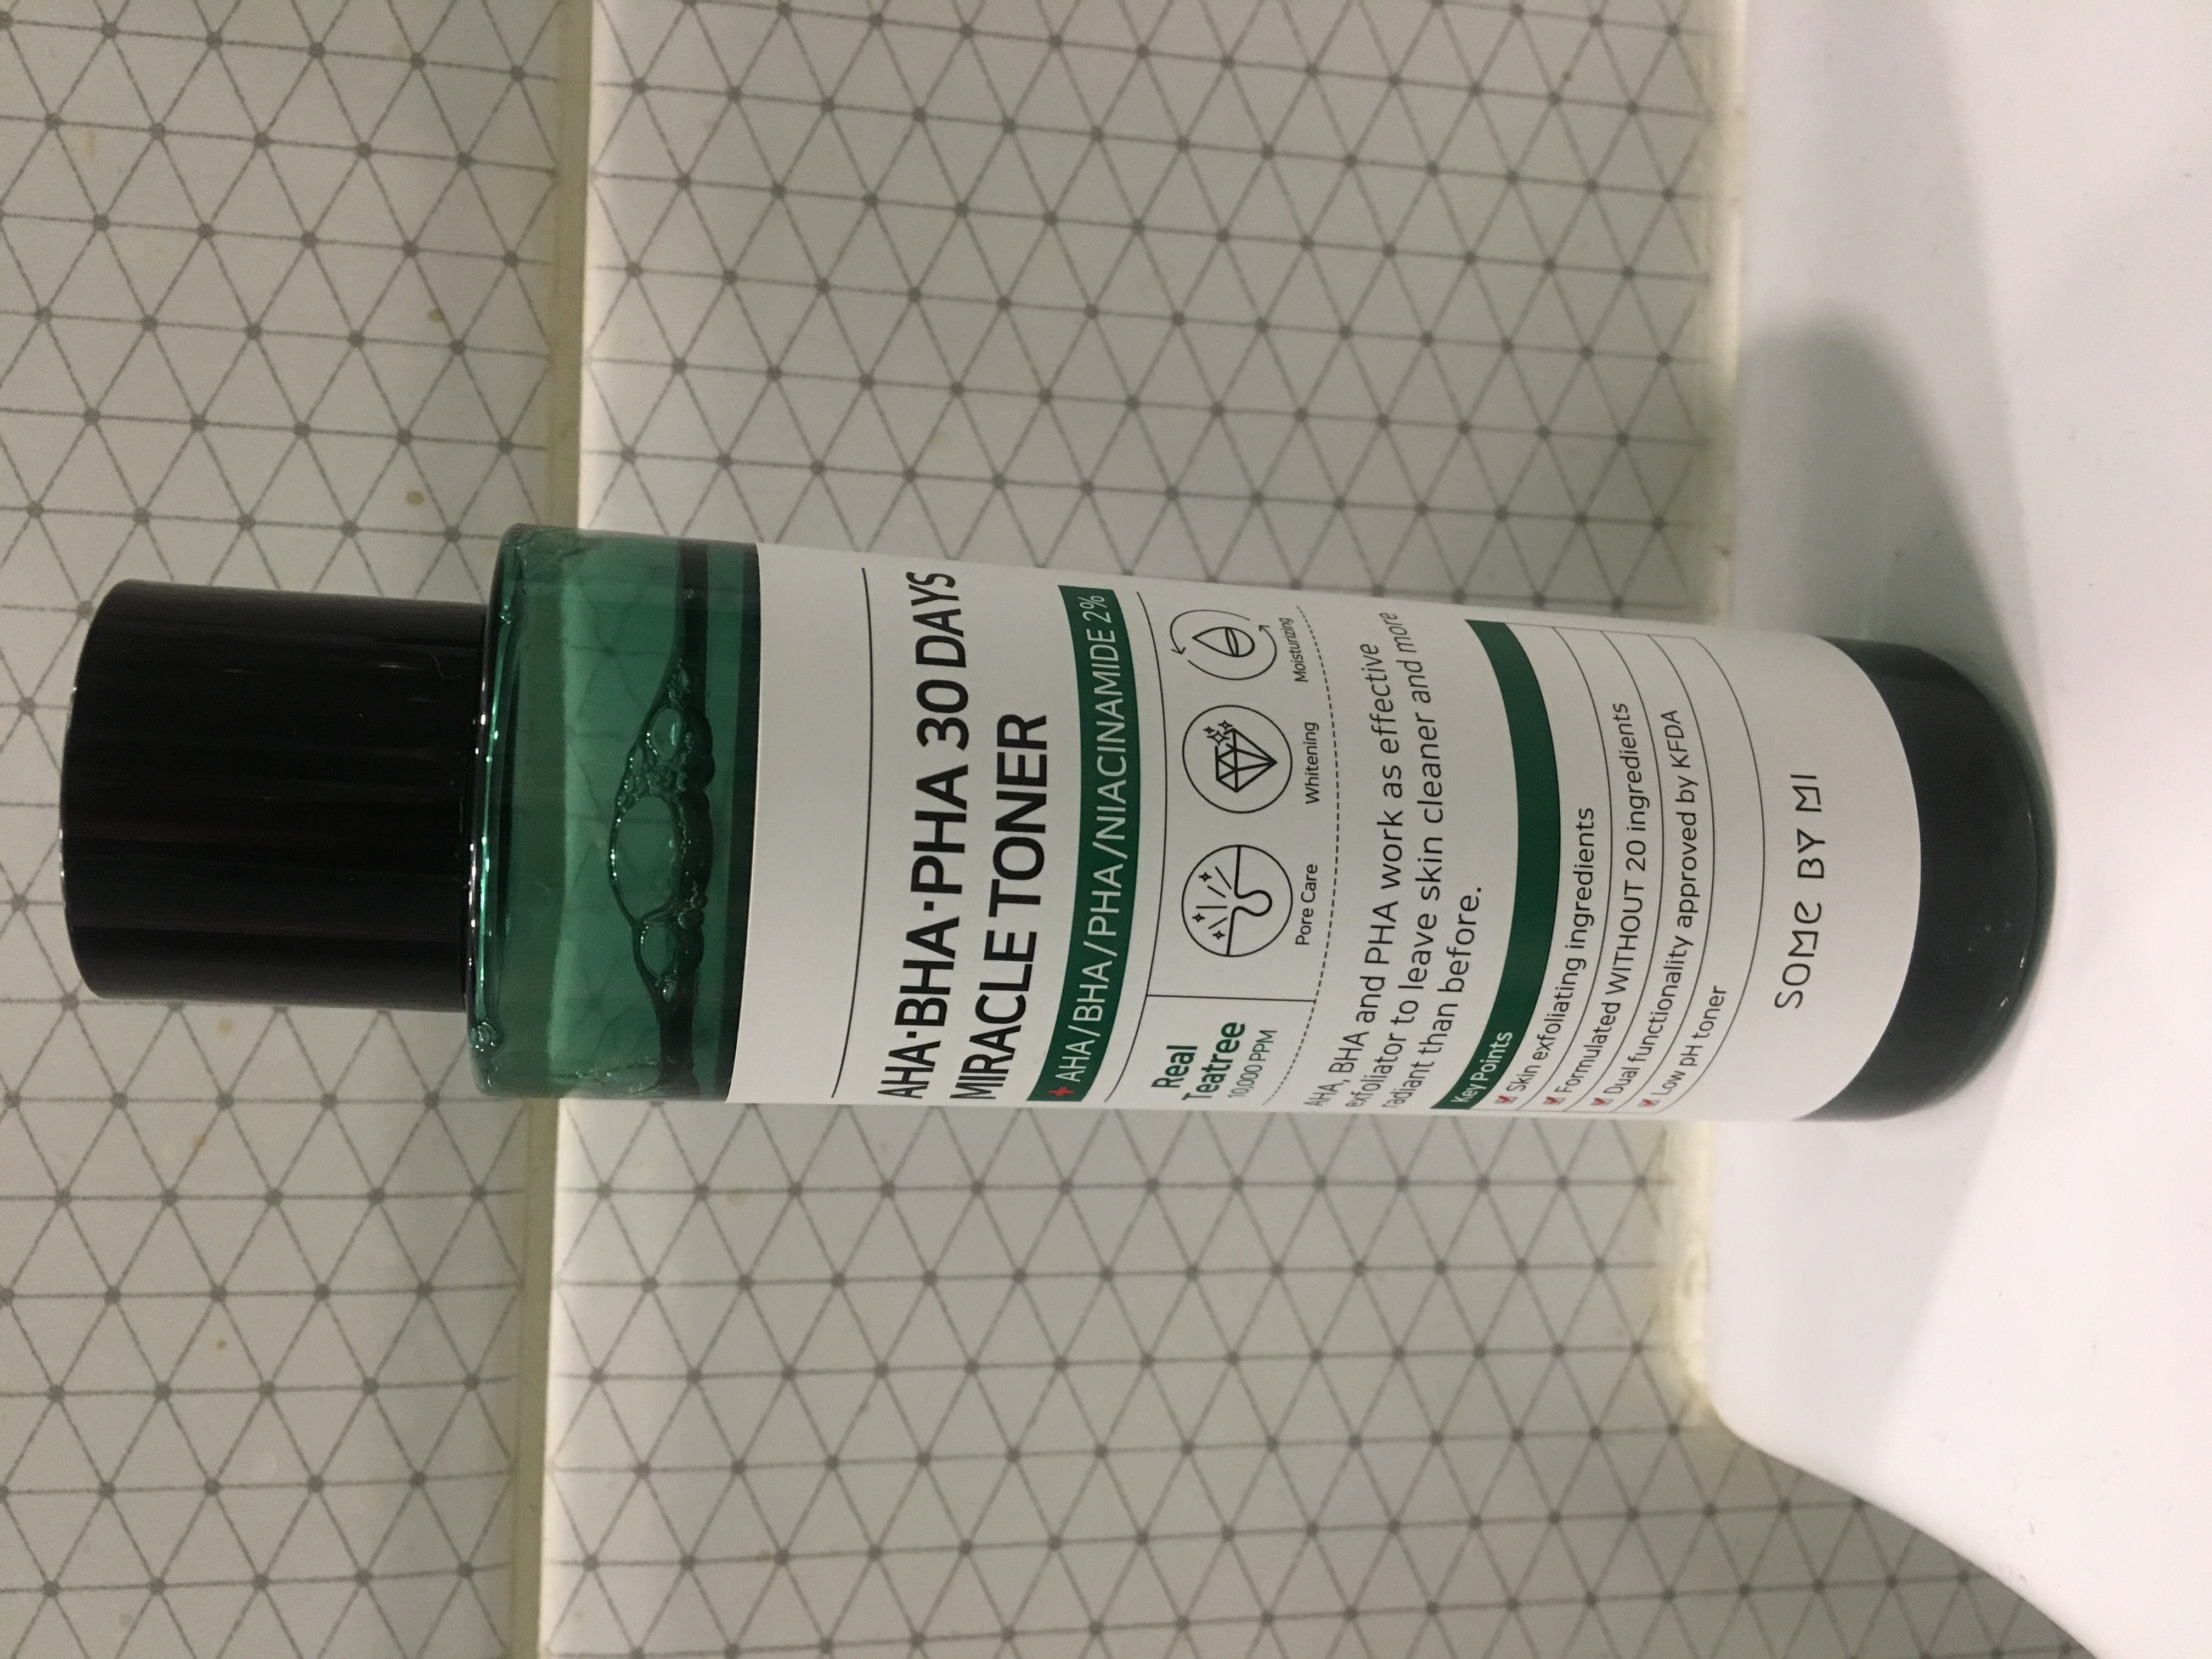 AHA·BHA·PHA 30 DAYS
MIRACLE TONER
+ AHA/BHA/PHA/NIACINAMIDE 2%
Real
Teatree
10,000 PPM
Pore Care
Whitening
Moisturizing
AHA, BHA and PHA work as effective
exfoliator to leave skin cleaner and more
radiant than before.
Key Points
Skin exfoliating ingredients
Formulated WITHOUT 20 ingredients
Dual functionality approved by KFDA
Low pH toner
SOMe BY MI